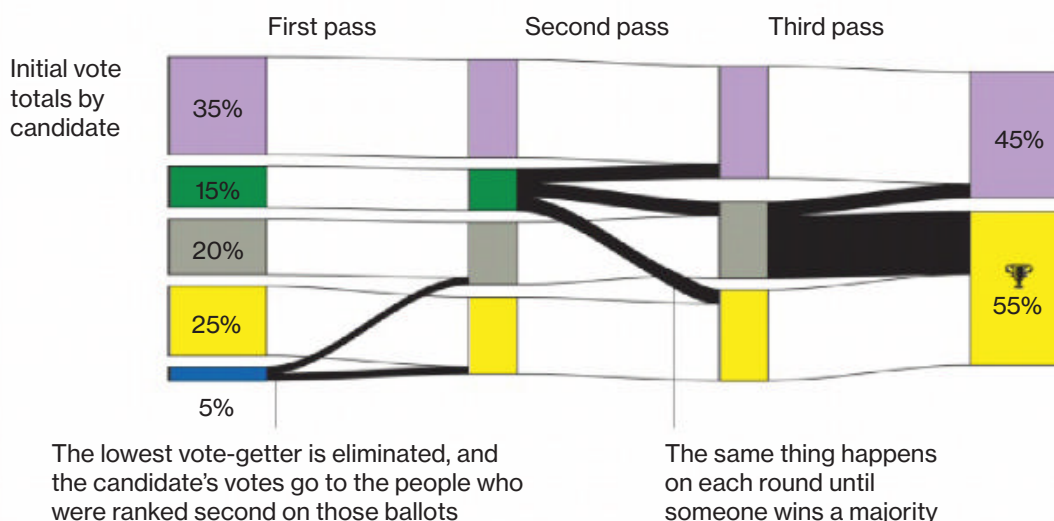 First pass
Second pass
Third pass
Initial vote
totals by
candidate
35%
15%
20%
25%
5%
45%
55%
The lowest vote-getter is eliminated, and
the candidate's votes go to the people who
were ranked second on those ballots
The same thing happens
on each round until
someone wins a majority